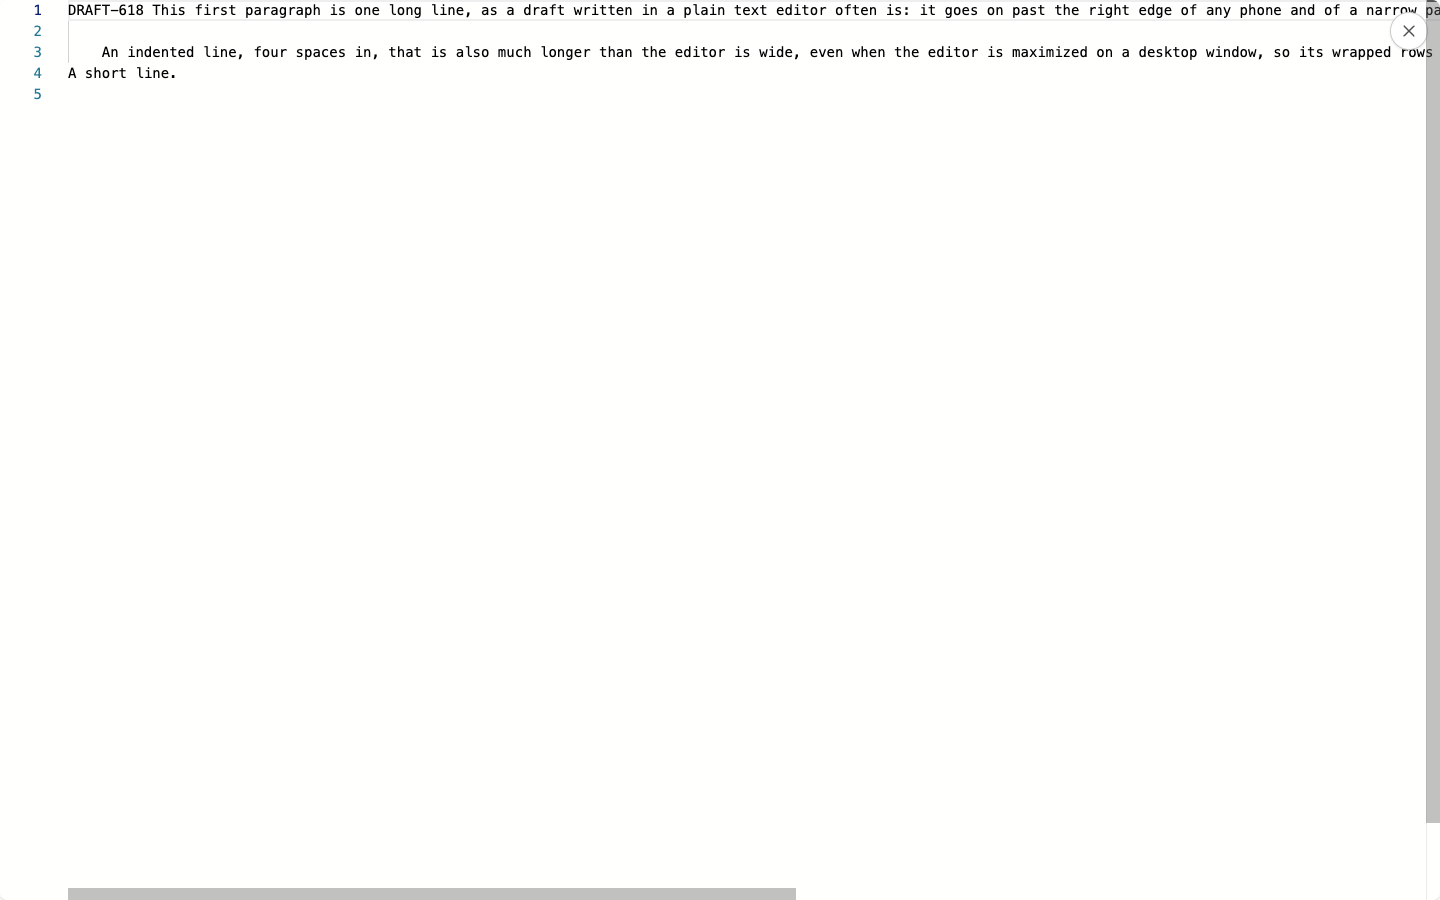 1 DRAFT-618 This first paragraph is one long line, as a draft written in a plain text editor often is: it goes on past the right edge of any phone and of a narrow pa
2
3 An indented line, four spaces in, that is also much longer than the editor is wide, even when the editor is maximized on a desktop window, so its wrapped rows
4 A short line.
5